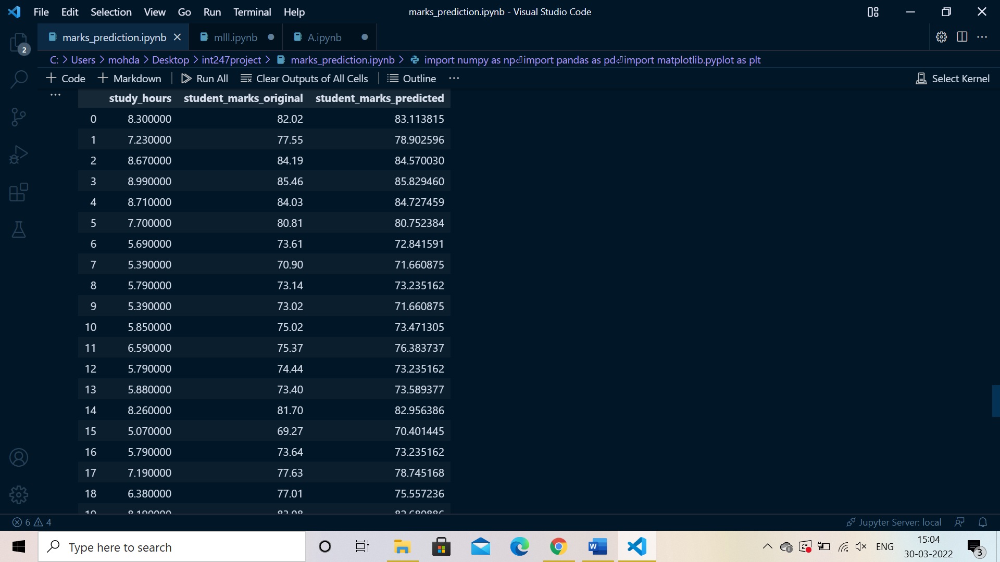 File Edit Selection View Go Run Terminal Help marks_prediction.ipynb - Visual Studio Code
marks_prediction.ipynb mlll.ipynb A.ipynb
2
C: > Users > mohda > Desktop > int247project > marks_prediction.ipynb > import numpy as np⏎import pandas as pd⏎import matplotlib.pyplot as plt
+ Code + Markdown Run All Clear Outputs of All Cells Outline ... Select Kernel
... study_hours student_marks_original student_marks_predicted
0 8.300000 82.02 83.113815
1 7.230000 77.55 78.902596
2 8.670000 84.19 84.570030
3 8.990000 85.46 85.829460
4 8.710000 84.03 84.727459
5 7.700000 80.81 80.752384
6 5.690000 73.61 72.841591
7 5.390000 70.90 71.660875
8 5.790000 73.14 73.235162
9 5.390000 73.02 71.660875
10 5.850000 75.02 73.471305
11 6.590000 75.37 76.383737
12 5.790000 74.44 73.235162
13 5.880000 73.40 73.589377
14 8.260000 81.70 82.956386
15 5.070000 69.27 70.401445
16 5.790000 73.64 73.235162
17 7.190000 77.63 78.745168
18 6.380000 77.01 75.557236
6 4 Jupyter Server: local
Type here to search ENG 15:04
30-03-2022 3